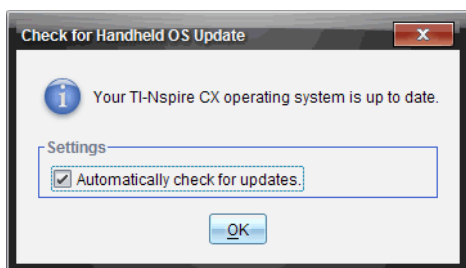 Check for Handheld OS Update
Your TI-Nspire CX operating system is up to date.
Settings
Automatically check for updates.
OK